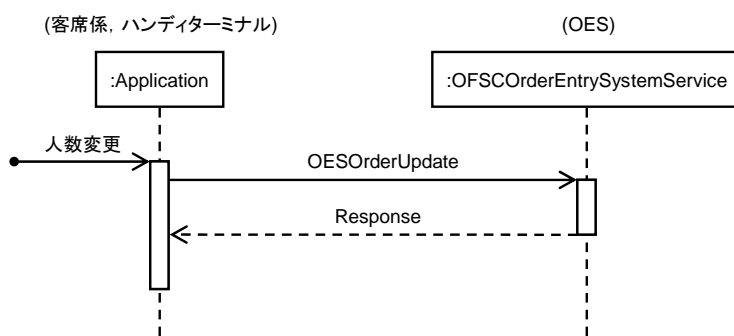 (客席係, ハンディターミナル)
(OES)
:Application
:OFSCOrderEntrySystemService
人数変更
OESOrderUpdate
Response